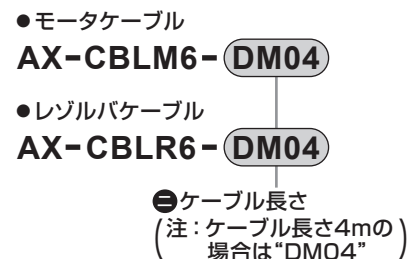 ●モータケーブル
AX-CBLM6-DM04
●レゾルバケーブル
AX-CBLR6-DM04
㊁ケーブル長さ
(注：ケーブル長さ4mの
場合は“DM04”)